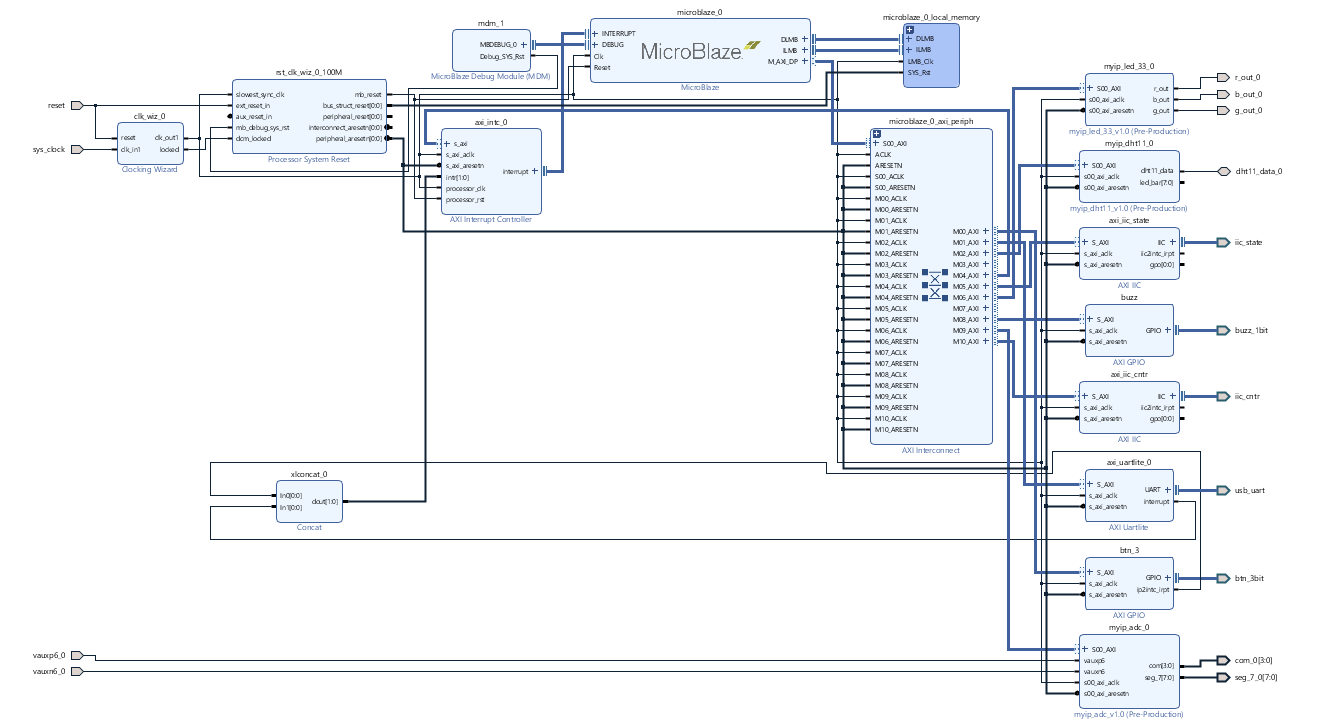 reset
sys_clock
clk_wiz_0
reset
clk_in1
clk_out1
locked
Clocking Wizard
rst_clk_wiz_0_100M
slowest_sync_clk
ext_reset_in
aux_reset_in
mb_debug_sys_rst
dcm_locked
mb_reset
bus_struct_reset[0:0]
peripheral_reset[0:0]
interconnect_aresetn[0:0]
peripheral_aresetn[0:0]
Processor System Reset
mdm_1
MBDEBUG_0
Debug_SYS_Rst
MicroBlaze Debug Module (MDM)
microblaze_0
INTERRUPT
DEBUG
Clk
Reset
MicroBlaze
DLMB
ILMB
M_AXI_DP
MicroBlaze
microblaze_0_local_memory
DLMB
ILMB
LMB_Clk
SYS_Rst
axi_intc_0
s_axi
s_axi_aclk
s_axi_aresetn
intr[1:0]
processor_clk
processor_rst
interrupt
AXI Interrupt Controller
microblaze_0_axi_periph
S00_AXI
ACLK
ARESETN
S00_ACLK
S00_ARESETN
M00_ACLK
M00_ARESETN
M01_ACLK
M01_ARESETN
M02_ACLK
M02_ARESETN
M03_ACLK
M03_ARESETN
M04_ACLK
M04_ARESETN
M05_ACLK
M05_ARESETN
M06_ACLK
M06_ARESETN
M07_ACLK
M07_ARESETN
M08_ACLK
M08_ARESETN
M09_ACLK
M09_ARESETN
M10_ACLK
M10_ARESETN
M00_AXI
M01_AXI
M02_AXI
M03_AXI
M04_AXI
M05_AXI
M06_AXI
M07_AXI
M08_AXI
M09_AXI
M10_AXI
AXI Interconnect
xlconcat_0
In0[0:0]
In1[0:0]
dout[1:0]
Concat
myip_led_33_0
S00_AXI
s00_axi_aclk
s00_axi_aresetn
r_out
b_out
g_out
myip_led_33_v1.0 (Pre-Production)
r_out_0
b_out_0
g_out_0
myip_dht11_0
S00_AXI
s00_axi_aclk
s00_axi_aresetn
dht11_data
led_bar[7:0]
myip_dht11_v1.0 (Pre-Production)
dht11_data_0
axi_iic_state
S_AXI
s_axi_aclk
s_axi_aresetn
IIC
iic2intc_irpt
gpo[0:0]
AXI IIC
iic_state
buzz
S_AXI
s_axi_aclk
s_axi_aresetn
GPIO
AXI GPIO
buzz_1bit
axi_iic_cntr
S_AXI
s_axi_aclk
s_axi_aresetn
IIC
iic2intc_irpt
gpo[0:0]
AXI IIC
iic_cntr
axi_uartlite_0
S_AXI
s_axi_aclk
s_axi_aresetn
UART
interrupt
AXI Uartlite
usb_uart
btn_3
S_AXI
s_axi_aclk
s_axi_aresetn
GPIO
ip2intc_irpt
AXI GPIO
btn_3bit
myip_adc_0
S00_AXI
vauxp6
vauxn6
s00_axi_aclk
s00_axi_aresetn
com[3:0]
seg_7[7:0]
myip_adc_v1.0 (Pre-Production)
com_0[3:0]
seg_7_0[7:0]
vauxp6_0
vauxn6_0